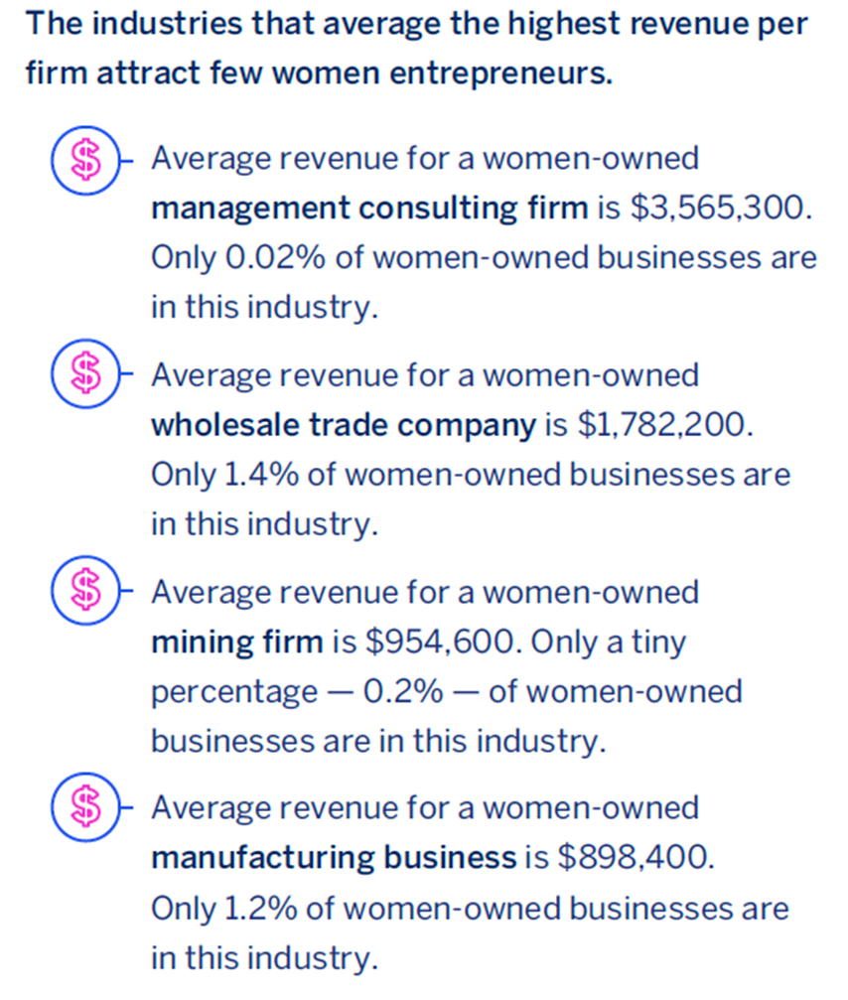 The industries that average the highest revenue per
firm attract few women entrepreneurs.
$
Average revenue for a women-owned
management consulting firm is $3,565,300.
Only 0.02% of women-owned businesses are
in this industry.
$
Average revenue for a women-owned
wholesale trade company is $1,782,200.
Only 1.4% of women-owned businesses are
in this industry.
$
Average revenue for a women-owned
mining firm is $954,600. Only a tiny
percentage — 0.2% — of women-owned
businesses are in this industry.
$
Average revenue for a women-owned
manufacturing business is $898,400.
Only 1.2% of women-owned businesses are
in this industry.